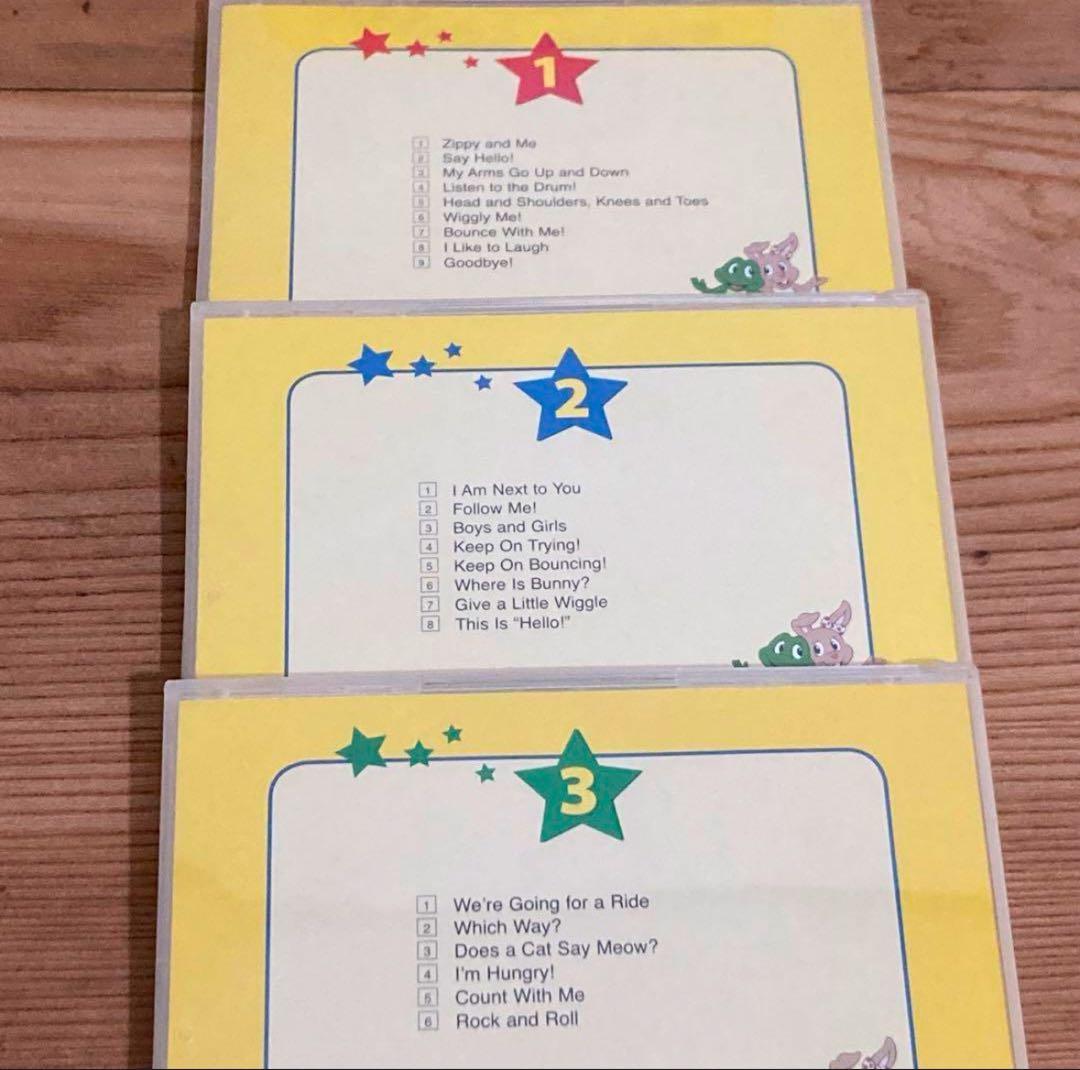 1
1 Zippy and Me
2 Say Hello!
3 My Arms Go Up and Down
4 Listen to the Drum!
5 Head and Shoulders, Knees and Toes
6 Wiggly Me!
7 Bounce With Me!
8 I Like to Laugh
9 Goodbye!
2
1 I Am Next to You
2 Follow Me!
3 Boys and Girls
4 Keep On Trying!
5 Keep On Bouncing!
6 Where Is Bunny?
7 Give a Little Wiggle
8 This Is “Hello!”
3
1 We're Going for a Ride
2 Which Way?
3 Does a Cat Say Meow?
4 I'm Hungry!
5 Count With Me
6 Rock and Roll